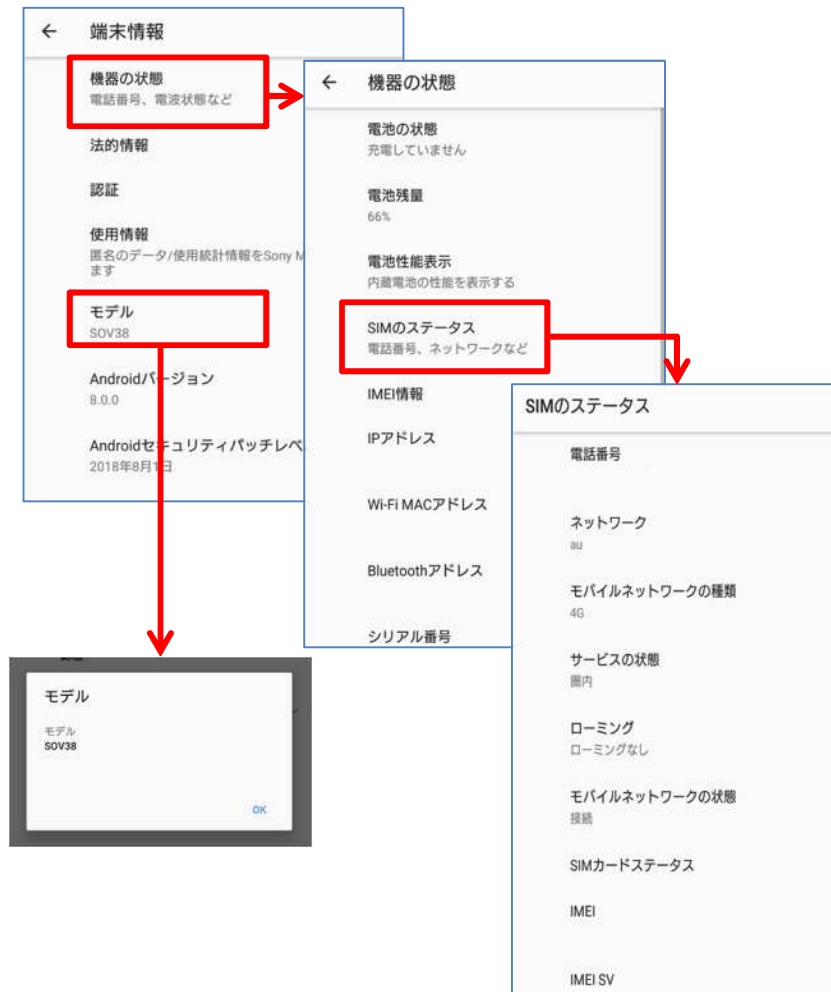 ← 端末情報
機器の状態
電話番号、電波状態など
法的情報
認証
使用情報
匿名のデータ/使用統計情報をSony M
ます
モデル
SOV38
Androidバージョン
8.0.0
Androidセキュリティパッチレベ
2018年8月1日
← 機器の状態
電池の状態
充電していません
電池残量
66%
電池性能表示
内蔵電池の性能を表示する
SIMのステータス
電話番号、ネットワークなど
IMEI情報
IPアドレス
Wi-Fi MACアドレス
Bluetoothアドレス
シリアル番号
SIMのステータス
電話番号
ネットワーク
au
モバイルネットワークの種類
4G
サービスの状態
圏内
ローミング
ローミングなし
モバイルネットワークの状態
接続
SIMカードステータス
IMEI
IMEI SV
モデル
モデル
SOV38
OK